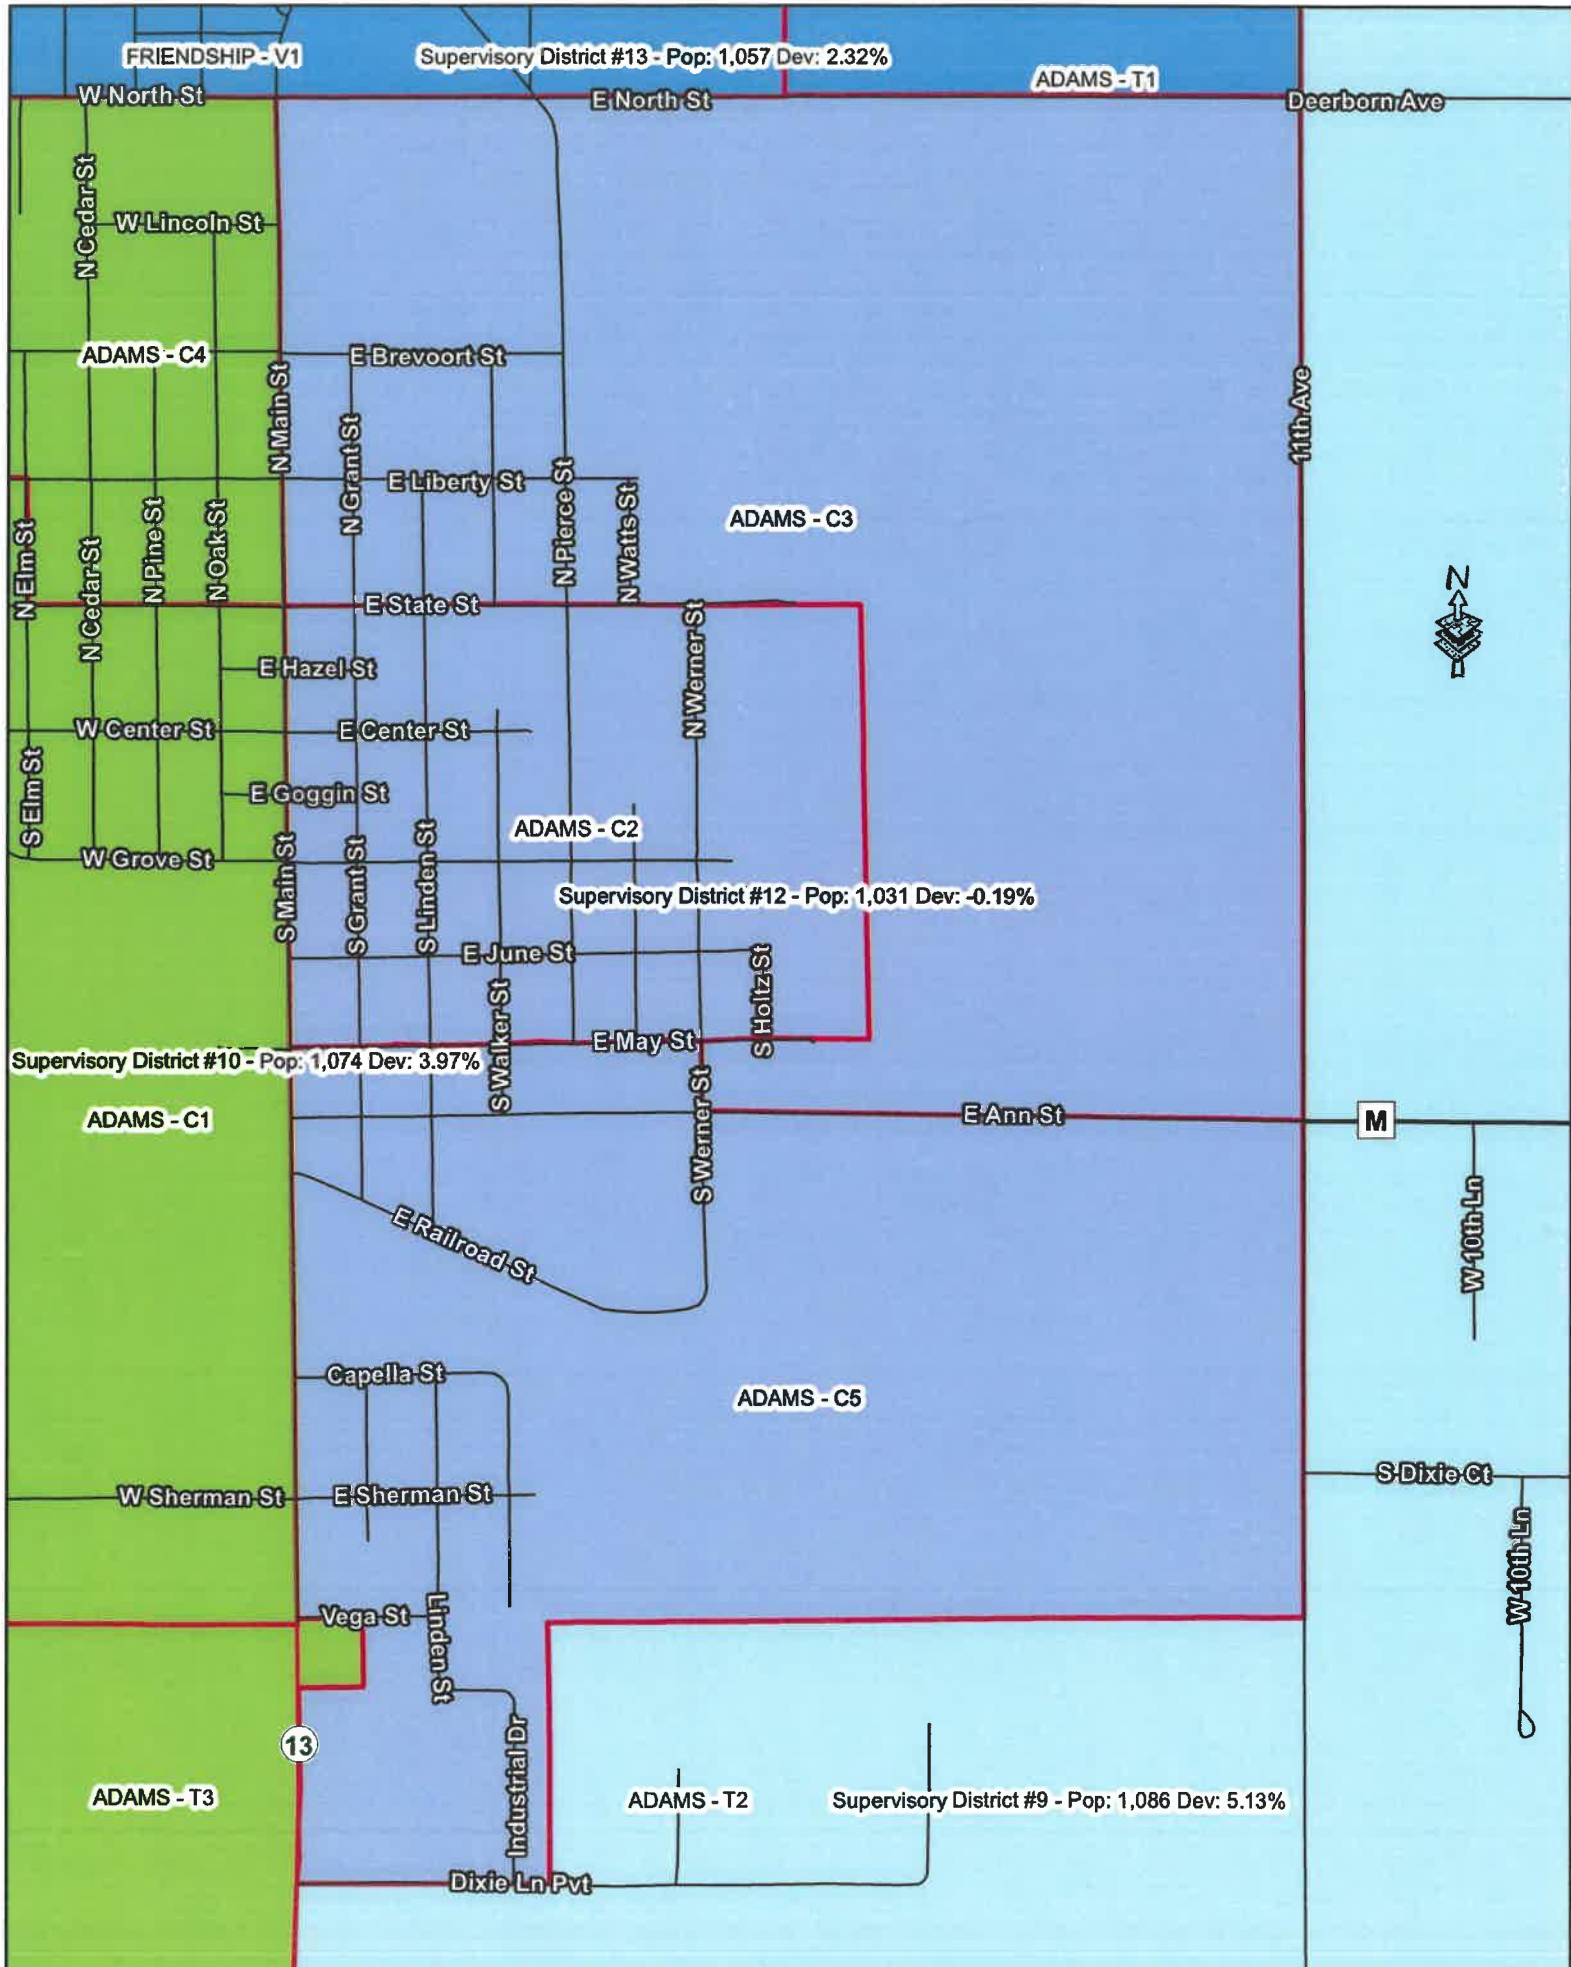 FRIENDSHIP - V1
Supervisory District #13 - Pop: 1,057 Dev: 2.32%
ADAMS - T1
W North St
E North St
Deerborn Ave
N Cedar St
W Lincoln St
ADAMS - C4
E Brevoort St
N Main St
11th Ave
N Grant St
E Liberty St
N Pierce St
N Watts St
ADAMS - C3
N Elm St
N Cedar St
N Pine St
N Oak St
N
E State St
N Werner St
E Hazel St
W Center St
E Center St
S Elm St
E Goggin St
ADAMS - C2
W Grove St
S Main St
S Grant St
S Linden St
Supervisory District #12 - Pop: 1,031 Dev: -0.19%
E June St
S Holtz St
S Walker St
E May St
Supervisory District #10 - Pop: 1,074 Dev: 3.97%
ADAMS - C1
S Werner St
E Ann St
M
W 10th Ln
E Railroad St
Capella St
ADAMS - C5
S Dixie Ct
W Sherman St
E Sherman St
W 10th Ln
Vega St
Linden St
13
Industrial Dr
ADAMS - T3
ADAMS - T2
Supervisory District #9 - Pop: 1,086 Dev: 5.13%
Dixie Ln Pvt